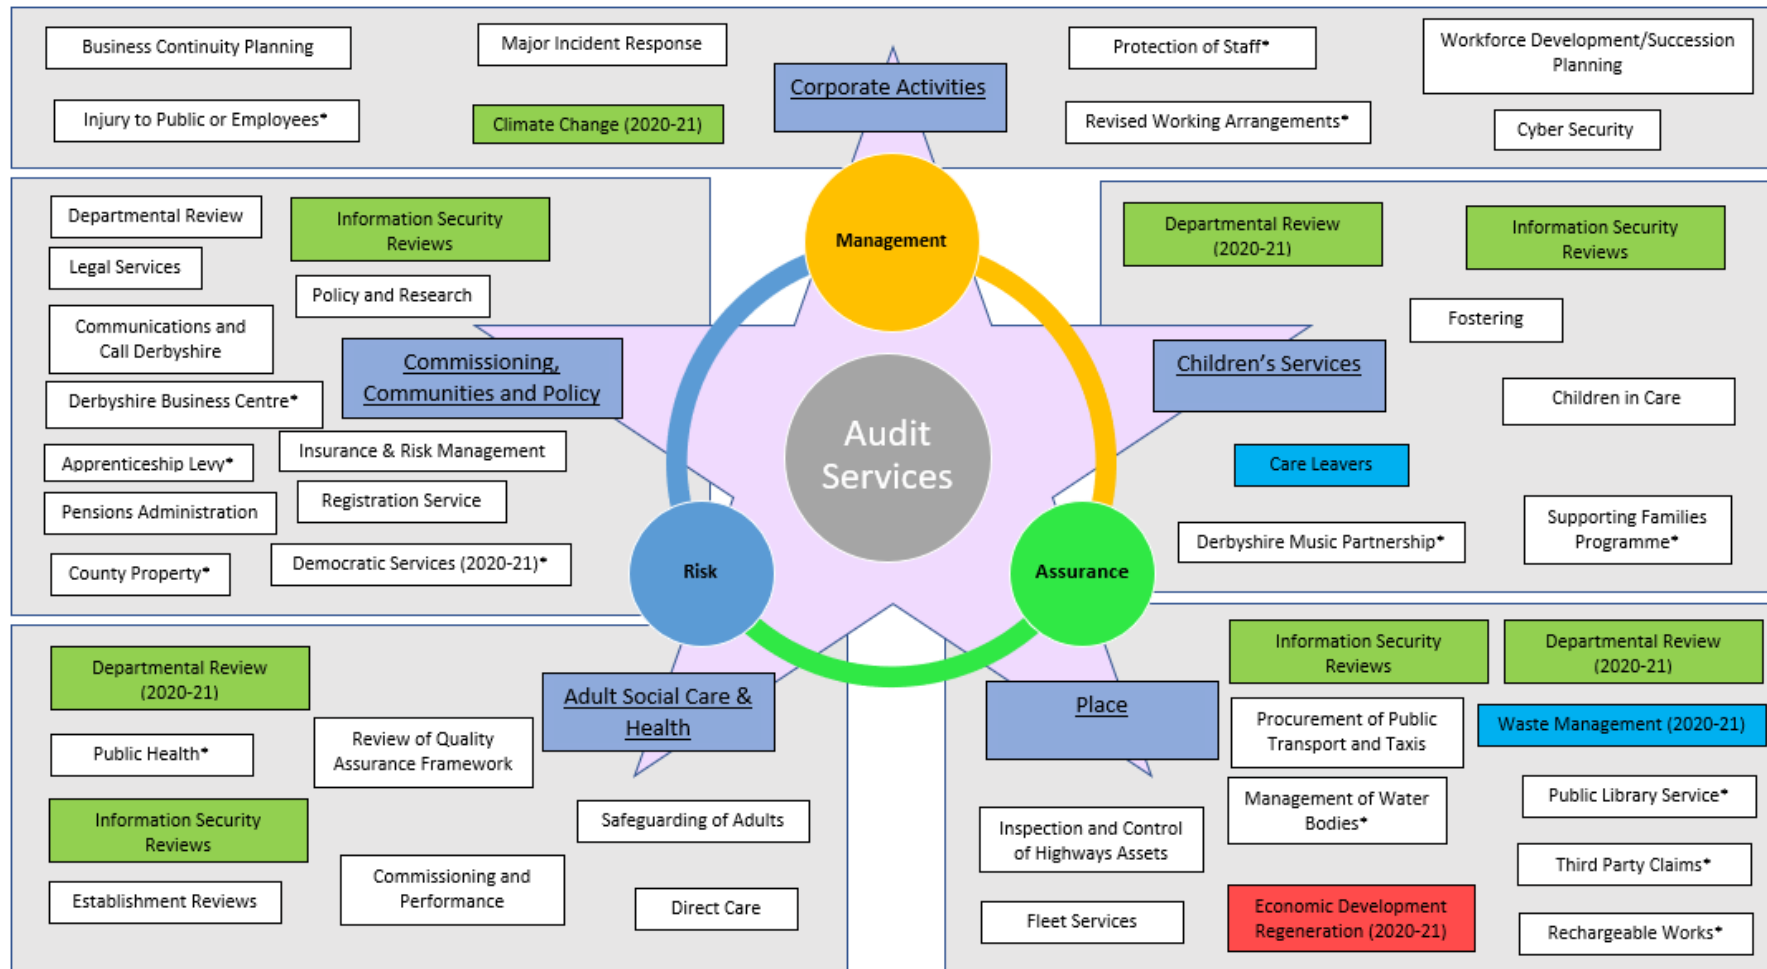 Business Continuity Planning
Major Incident Response
Protection of Staff*
Workforce Development/Succession
Planning
Corporate Activities
Injury to Public or Employees*
Climate Change (2020-21)
Revised Working Arrangements*
Cyber Security
Management
Departmental Review
Information Security
Reviews
Legal Services
Policy and Research
Communications and
Call Derbyshire
Commissioning,
Communities and Policy
Derbyshire Business Centre*
Insurance & Risk Management
Apprenticeship Levy*
Registration Service
Pensions Administration
Democratic Services (2020-21)*
County Property*
Departmental Review
(2020-21)
Information Security
Reviews
Fostering
Children's Services
Children in Care
Care Leavers
Supporting Families
Programme*
Derbyshire Music Partnership*
Audit
Services
Risk
Assurance
Departmental Review
(2020-21)
Adult Social Care &
Health
Public Health*
Review of Quality
Assurance Framework
Information Security
Reviews
Safeguarding of Adults
Commissioning and
Performance
Establishment Reviews
Direct Care
Information Security
Reviews
Departmental Review
(2020-21)
Place
Procurement of Public
Transport and Taxis
Waste Management (2020-21)
Management of Water
Bodies*
Public Library Service*
Inspection and Control
of Highways Assets
Third Party Claims*
Fleet Services
Economic Development
Regeneration (2020-21)
Rechargeable Works*